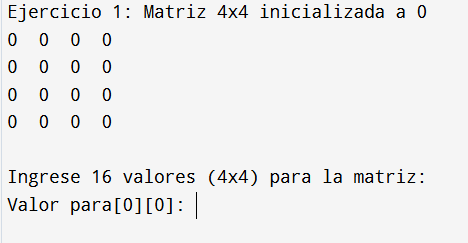 Ejercicio 1: Matriz 4x4 inicializada a 0
0  0  0  0
0  0  0  0
0  0  0  0
0  0  0  0
Ingrese 16 valores (4x4) para la matriz:
Valor para[0][0]: